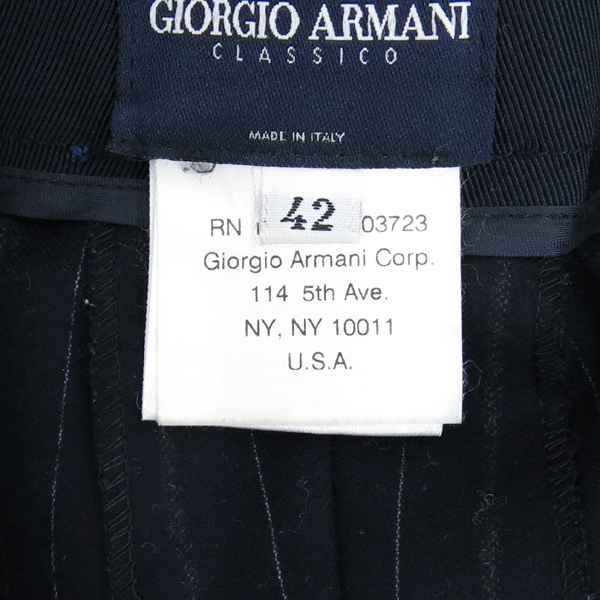 GIORGIO ARMANI
CLASSICO
MADE IN ITALY
42
RN 03723
Giorgio Armani Corp.
114 5th Ave.
NY, NY 10011
U.S.A.